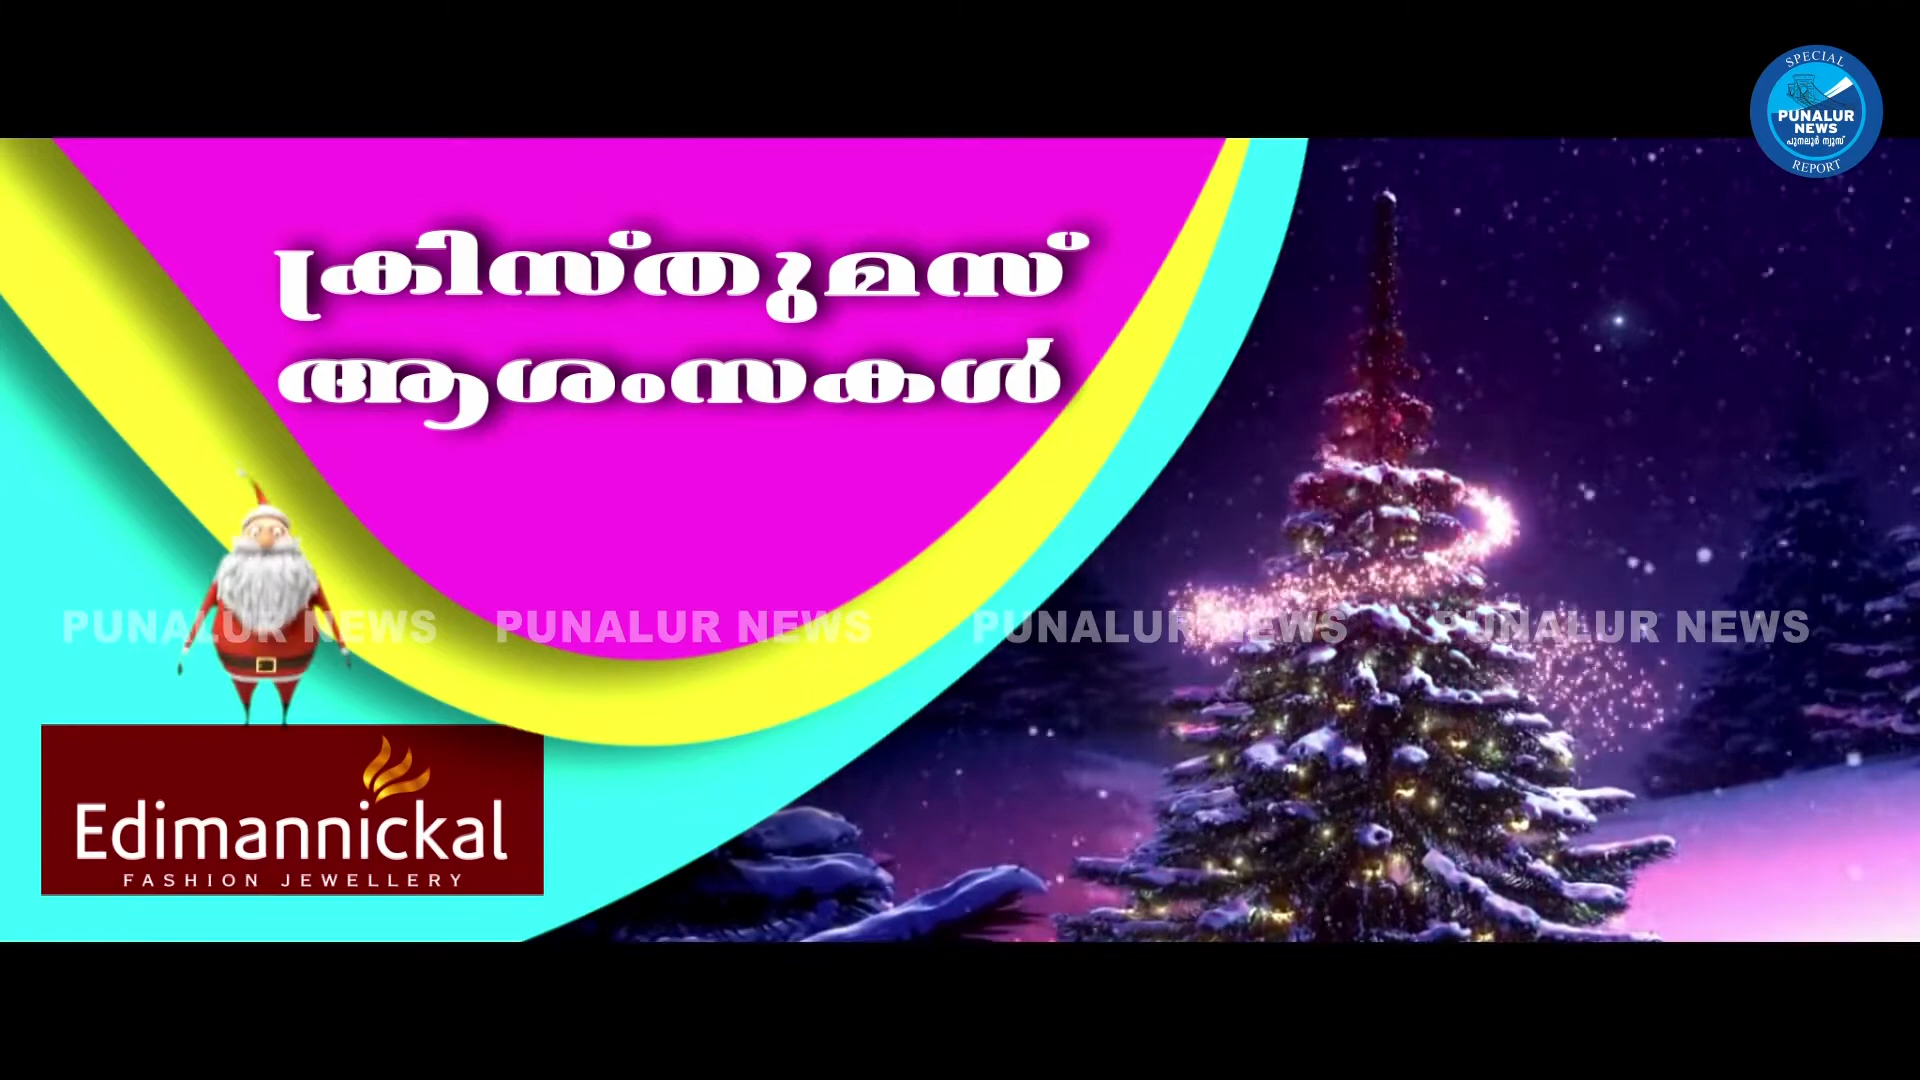 SPECIAL
PUNALUR
NEWS
പുനലൂർ ന്യൂസ്
REPORT
ക്രിസ്തുമസ്
ആശംസകൾ
PUNALUR NEWS PUNALUR NEWS PUNALUR NEWS PUNALUR NEWS
Edimannickal
FASHION JEWELLERY